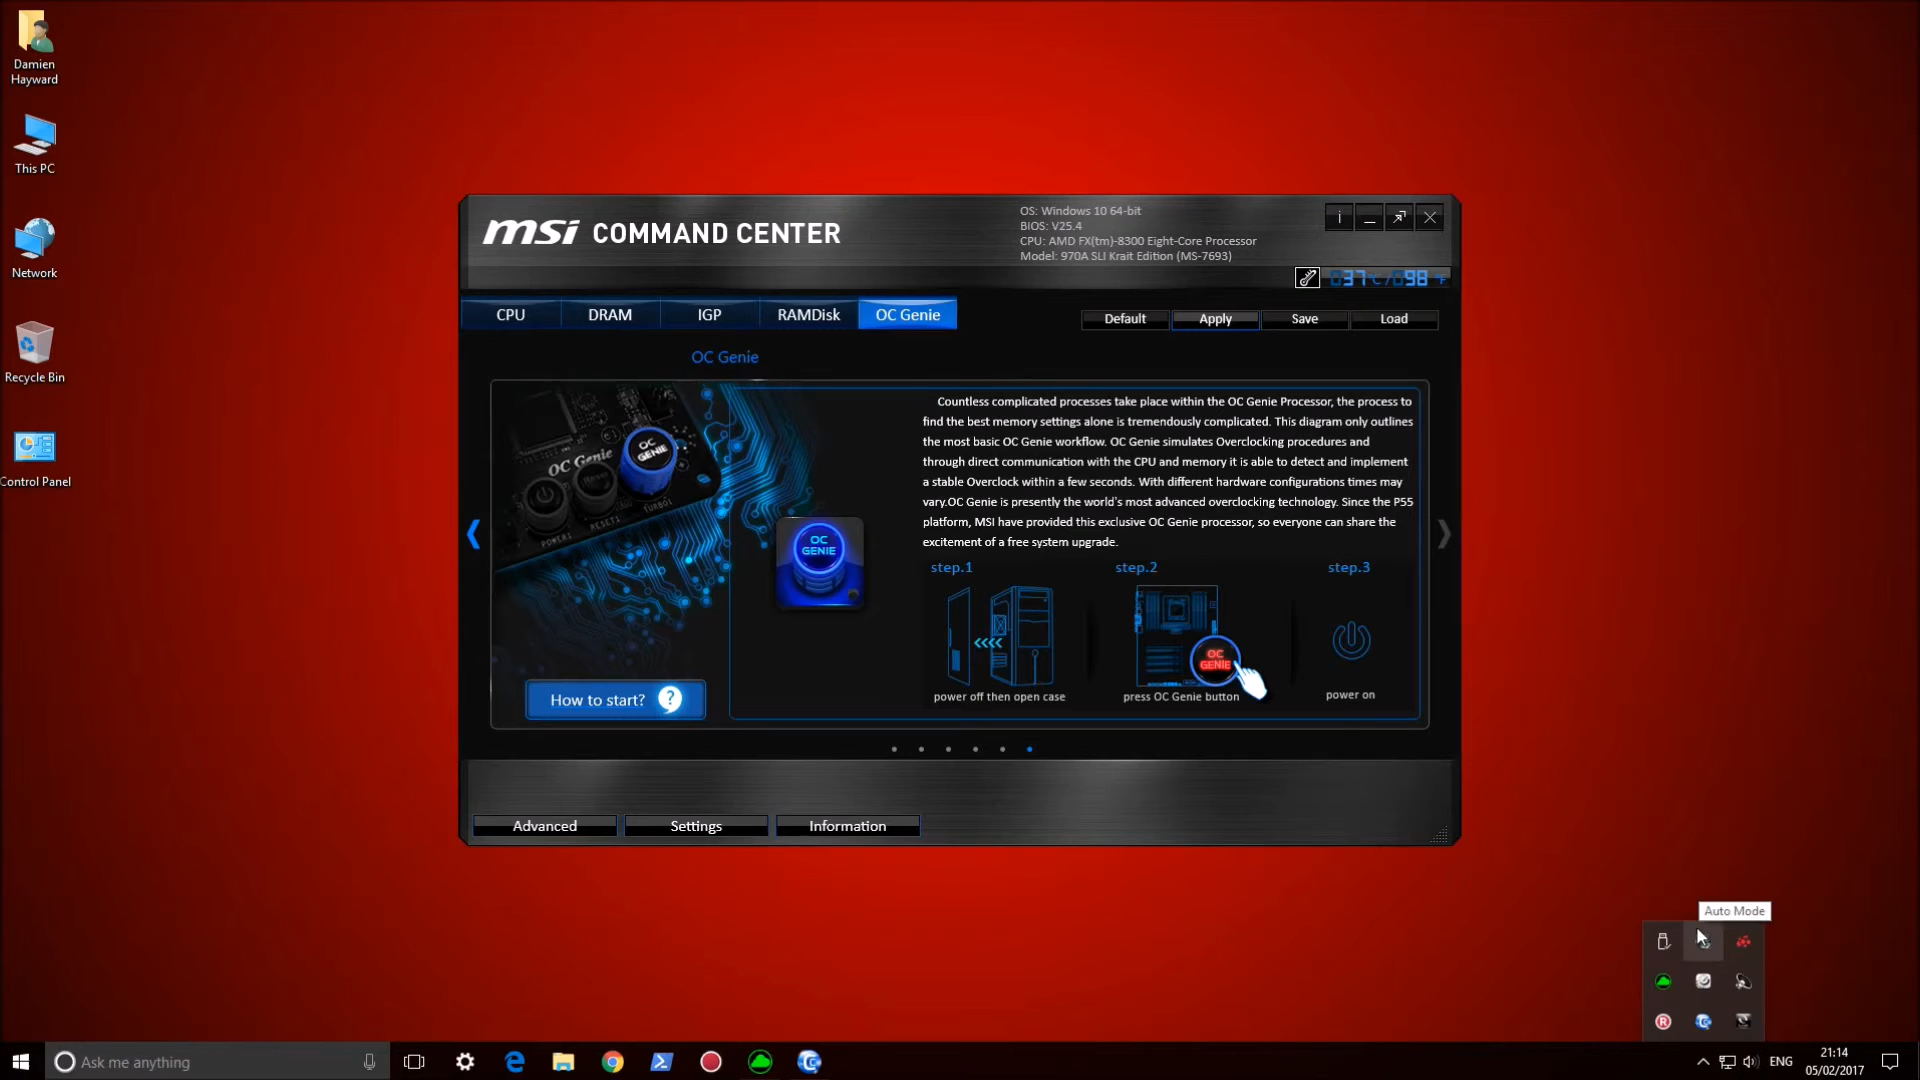 Damien
Hayward
This PC
Network
Recycle Bin
Control Panel
msi COMMAND CENTER
OS: Windows 10 64-bit
BIOS: V25.4
CPU: AMD FX(tm)-8300 Eight-Core Processor
Model: 970A SLI Krait Edition (MS-7693)
i
037°C/098°F
CPU
DRAM
IGP
RAMDisk
OC Genie
Default
Apply
Save
Load
OC Genie
OC Genie
OC
GENIE
POWER1
RESET1
TURBO1
OC
GENIE
How to start? ?
Countless complicated processes take place within the OC Genie Processor, the process to
find the best memory settings alone is tremendously complicated. This diagram only outlines
the most basic OC Genie workflow. OC Genie simulates Overclocking procedures and
through direct communication with the CPU and memory it is able to detect and implement
a stable Overclock within a few seconds. With different hardware configurations times may
vary.OC Genie is presently the world's most advanced overclocking technology. Since the P55
platform, MSI have provided this exclusive OC Genie processor, so everyone can share the
excitement of a free system upgrade.
step.1
step.2
step.3
OC
GENIE
power off then open case
press OC Genie button
power on
Advanced
Settings
Information
Auto Mode
R
Ask me anything
ENG
21:14
05/02/2017